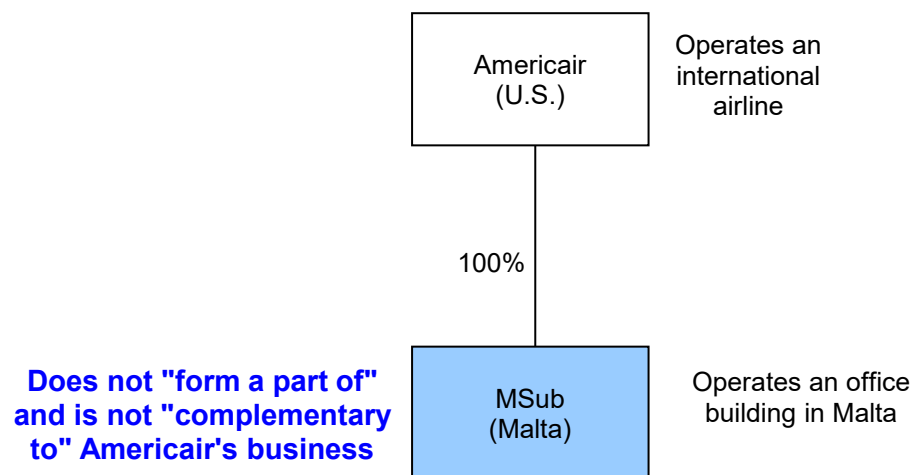 Americair
(U.S.)
Operates an
international
airline
100%
Does not "form a part of"
and is not "complementary
to" Americair's business
MSub
(Malta)
Operates an office
building in Malta